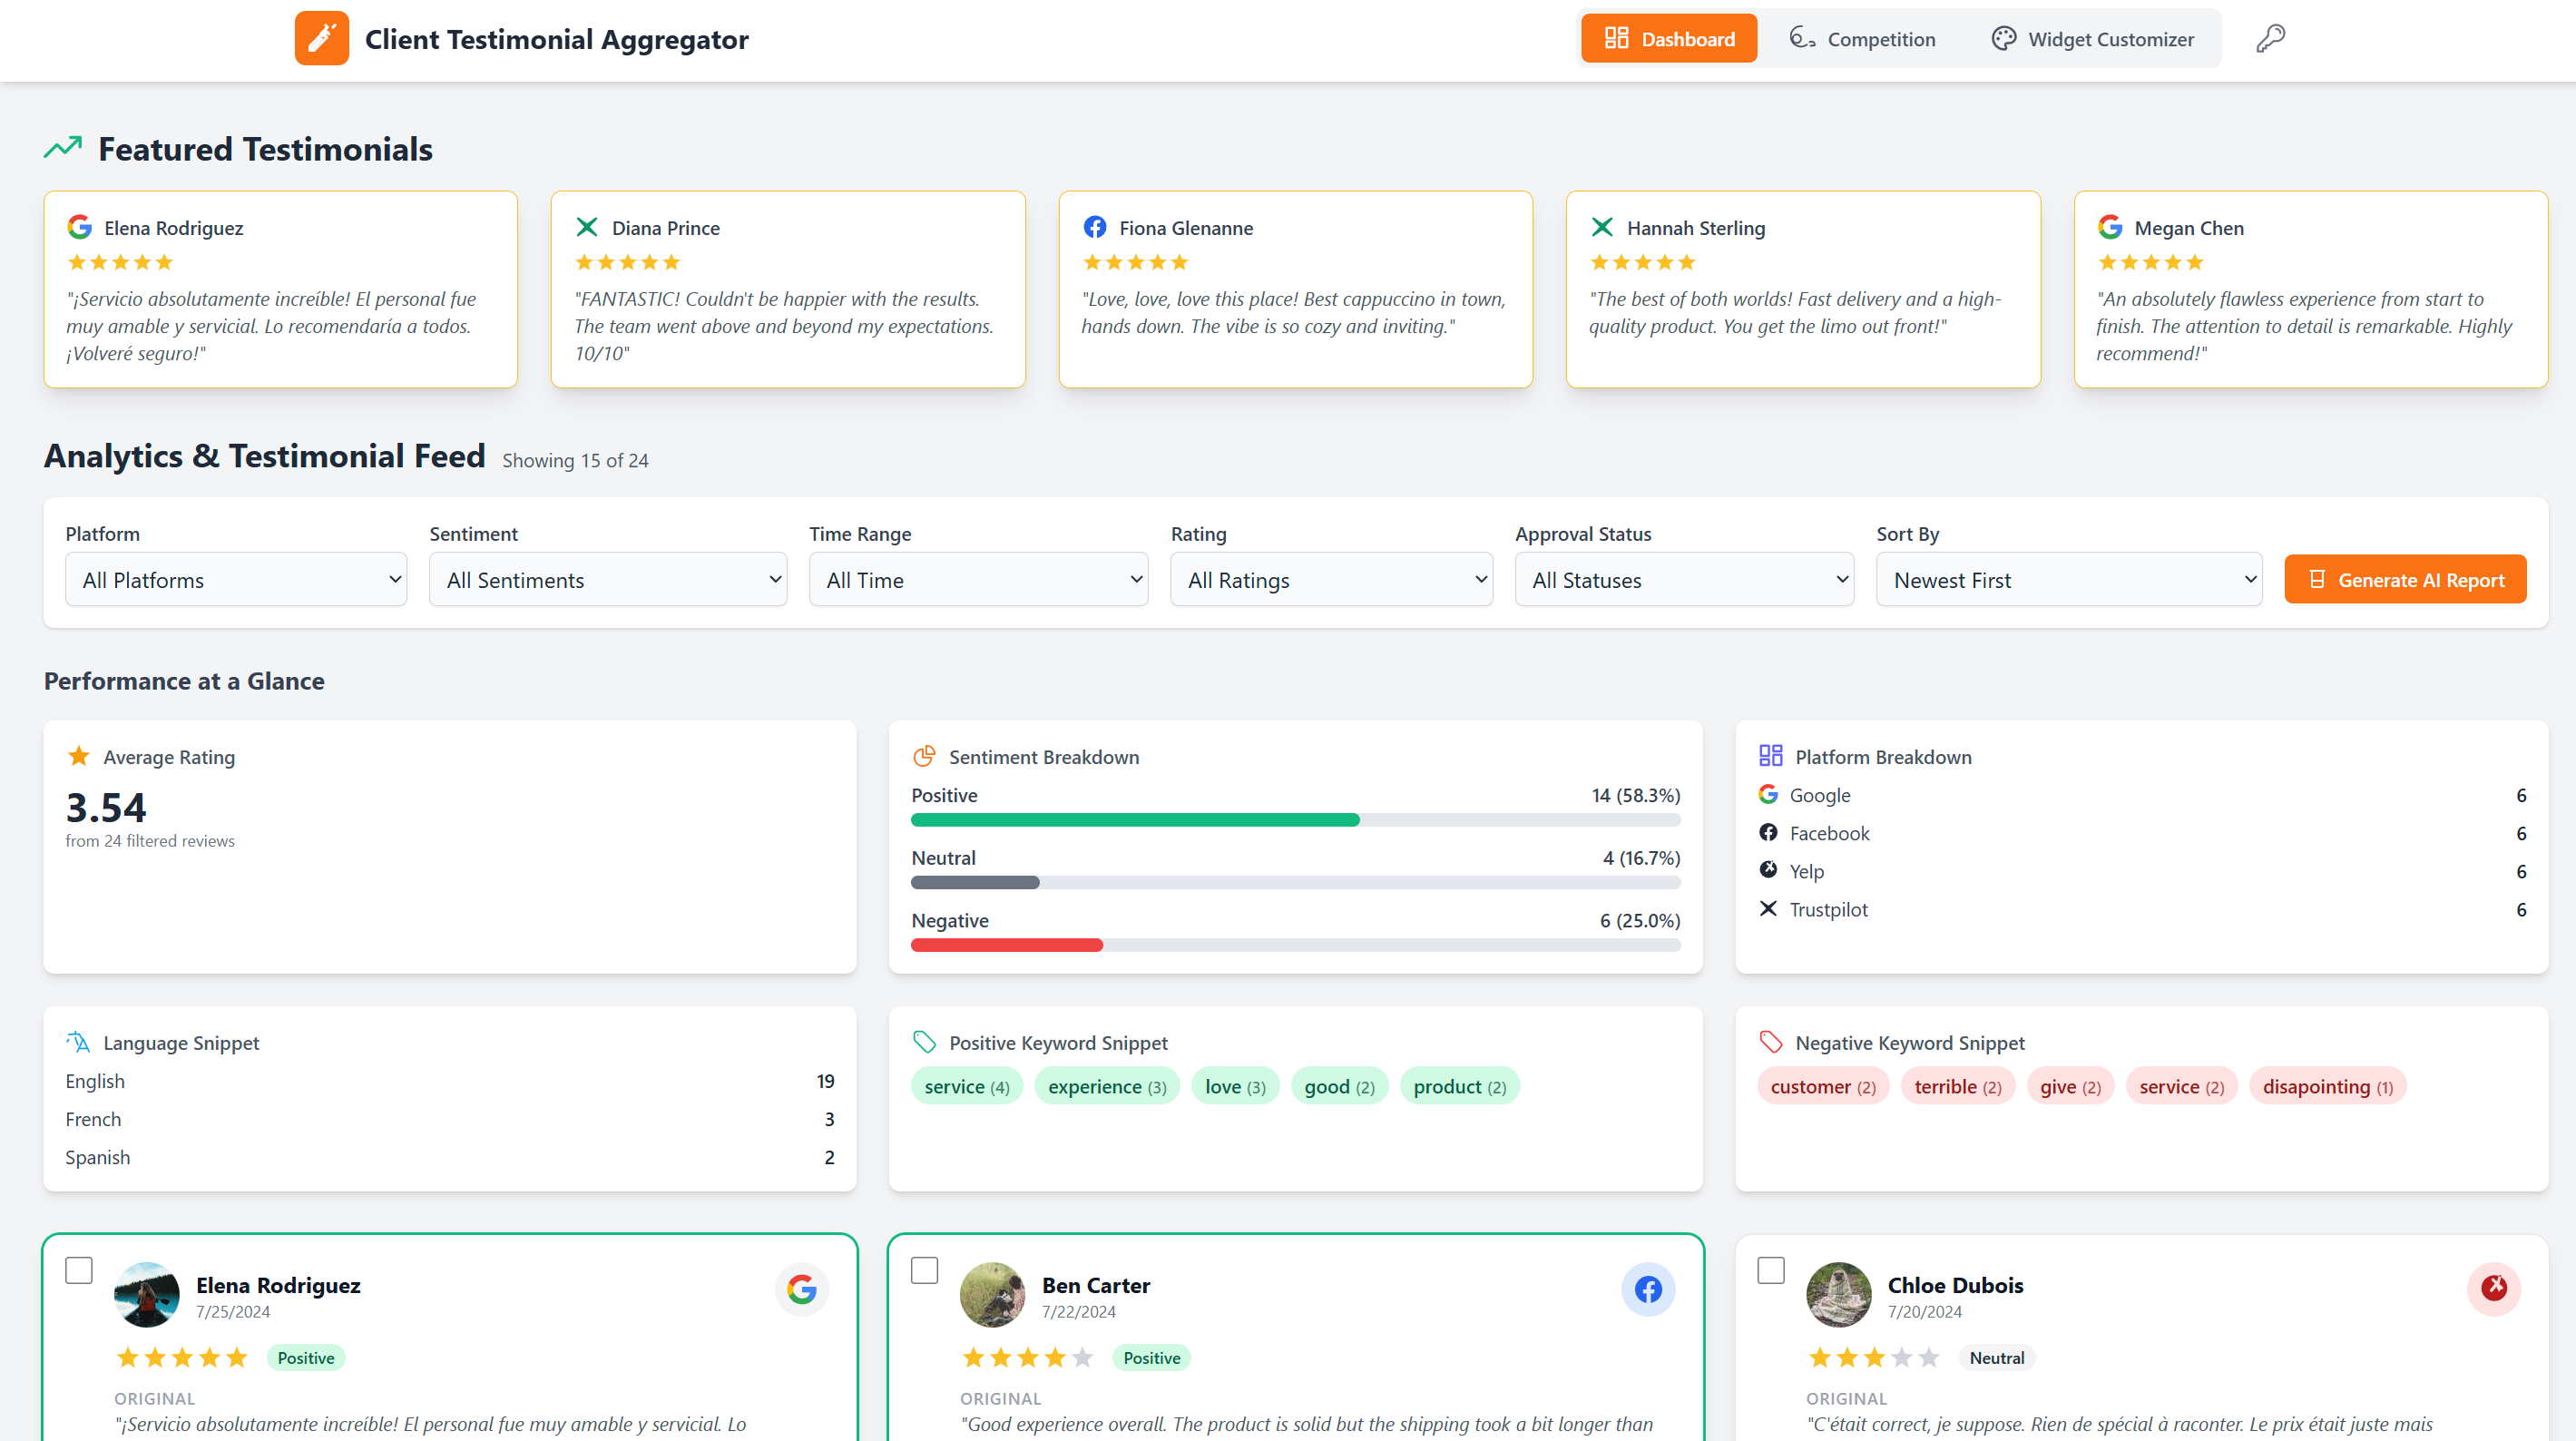 Client Testimonial Aggregator
Dashboard
Competition
Widget Customizer
Featured Testimonials
Elena Rodriguez
"¡Servicio absolutamente increíble! El personal fue
muy amable y servicial. Lo recomendaría a todos.
¡Volveré seguro!"
Diana Prince
"FANTASTIC! Couldn't be happier with the results.
The team went above and beyond my expectations.
10/10"
Fiona Glenanne
"Love, love, love this place! Best cappuccino in town,
hands down. The vibe is so cozy and inviting."
Hannah Sterling
"The best of both worlds! Fast delivery and a high-
quality product. You get the limo out front!"
Megan Chen
"An absolutely flawless experience from start to
finish. The attention to detail is remarkable. Highly
recommend!"
Analytics & Testimonial Feed Showing 15 of 24
Platform
All Platforms
Sentiment
All Sentiments
Time Range
All Time
Rating
All Ratings
Approval Status
All Statuses
Sort By
Newest First
Generate AI Report
Performance at a Glance
Average Rating
3.54
from 24 filtered reviews
Sentiment Breakdown
Positive 14 (58.3%)
Neutral 4 (16.7%)
Negative 6 (25.0%)
Platform Breakdown
Google 6
Facebook 6
Yelp 6
Trustpilot 6
Language Snippet
English 19
French 3
Spanish 2
Positive Keyword Snippet
service (4) experience (3) love (3) good (2) product (2)
Negative Keyword Snippet
customer (2) terrible (2) give (2) service (2) disapointing (1)
Elena Rodriguez
7/25/2024
Positive
ORIGINAL
"¡Servicio absolutamente increíble! El personal fue muy amable y servicial. Lo
Ben Carter
7/22/2024
Positive
ORIGINAL
"Good experience overall. The product is solid but the shipping took a bit longer than
Chloe Dubois
7/20/2024
Neutral
ORIGINAL
"C'était correct, je suppose. Rien de spécial à raconter. Le prix était juste mais